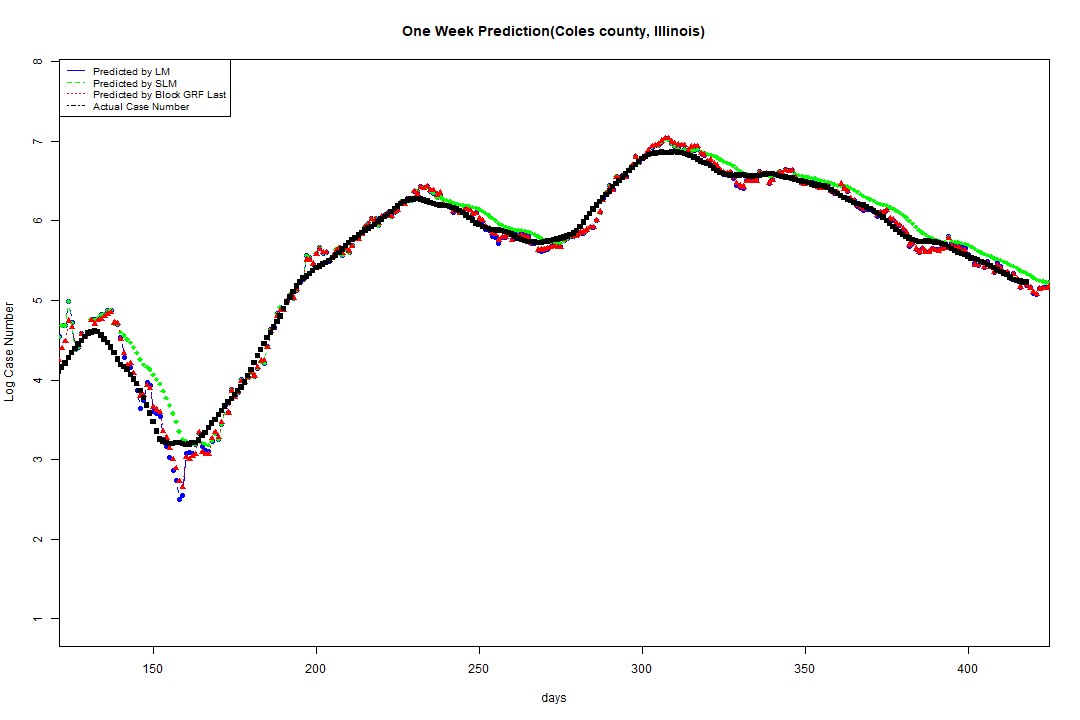 One Week Prediction(Coles county, Illinois)
Predicted by LM
Predicted by SLM
Predicted by Block GRF Last
Actual Case Number
Log Case Number
8
7
6
5
4
3
2
1
150 200 250 300 350 400
days